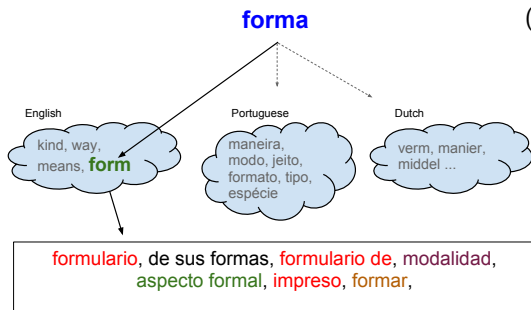 forma
(
English
Portuguese
Dutch
kind, way,
means, form
maneira,
modo, jeito,
formato, tipo,
espécie
verm, manier,
middel ...
formulario, de sus formas, formulario de, modalidad,
aspecto formal, impreso, formar,